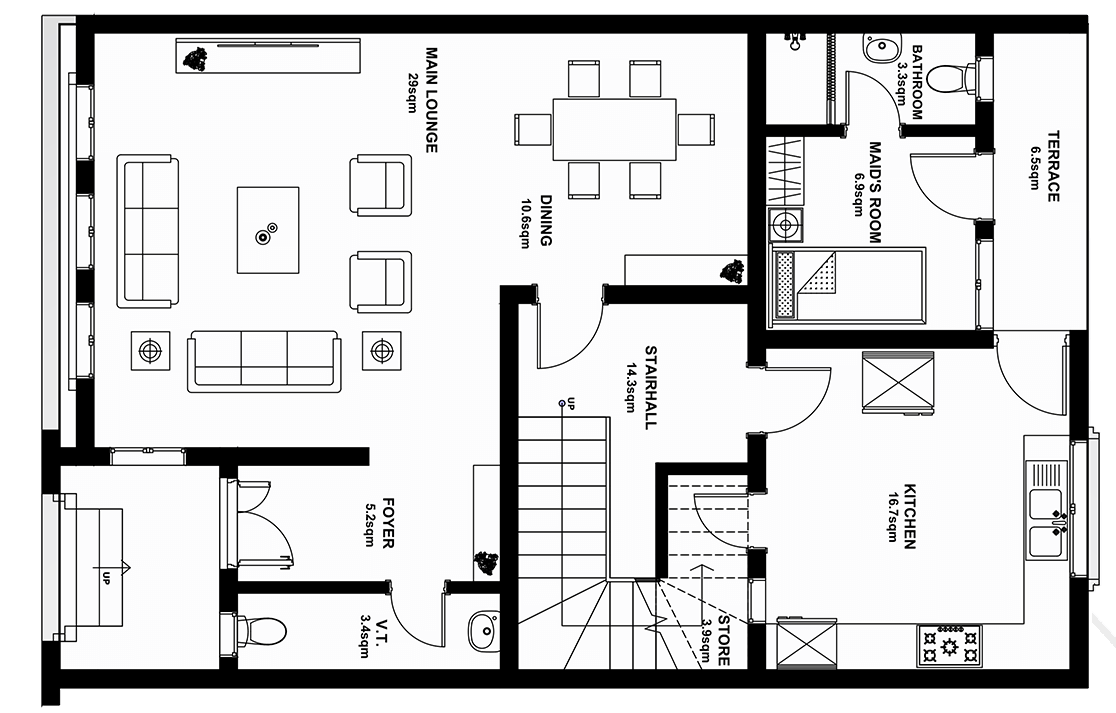 MAIN LOUNGE
29sqm
DINING
10.6sqm
BATHROOM
3.3sqm
MAID'S ROOM
6.9sqm
TERRACE
6.5sqm
STAIRHALL
14.3sqm
UP
KITCHEN
16.7sqm
FOYER
5.2sqm
UP
V.T.
3.4sqm
STORE
3.9sqm